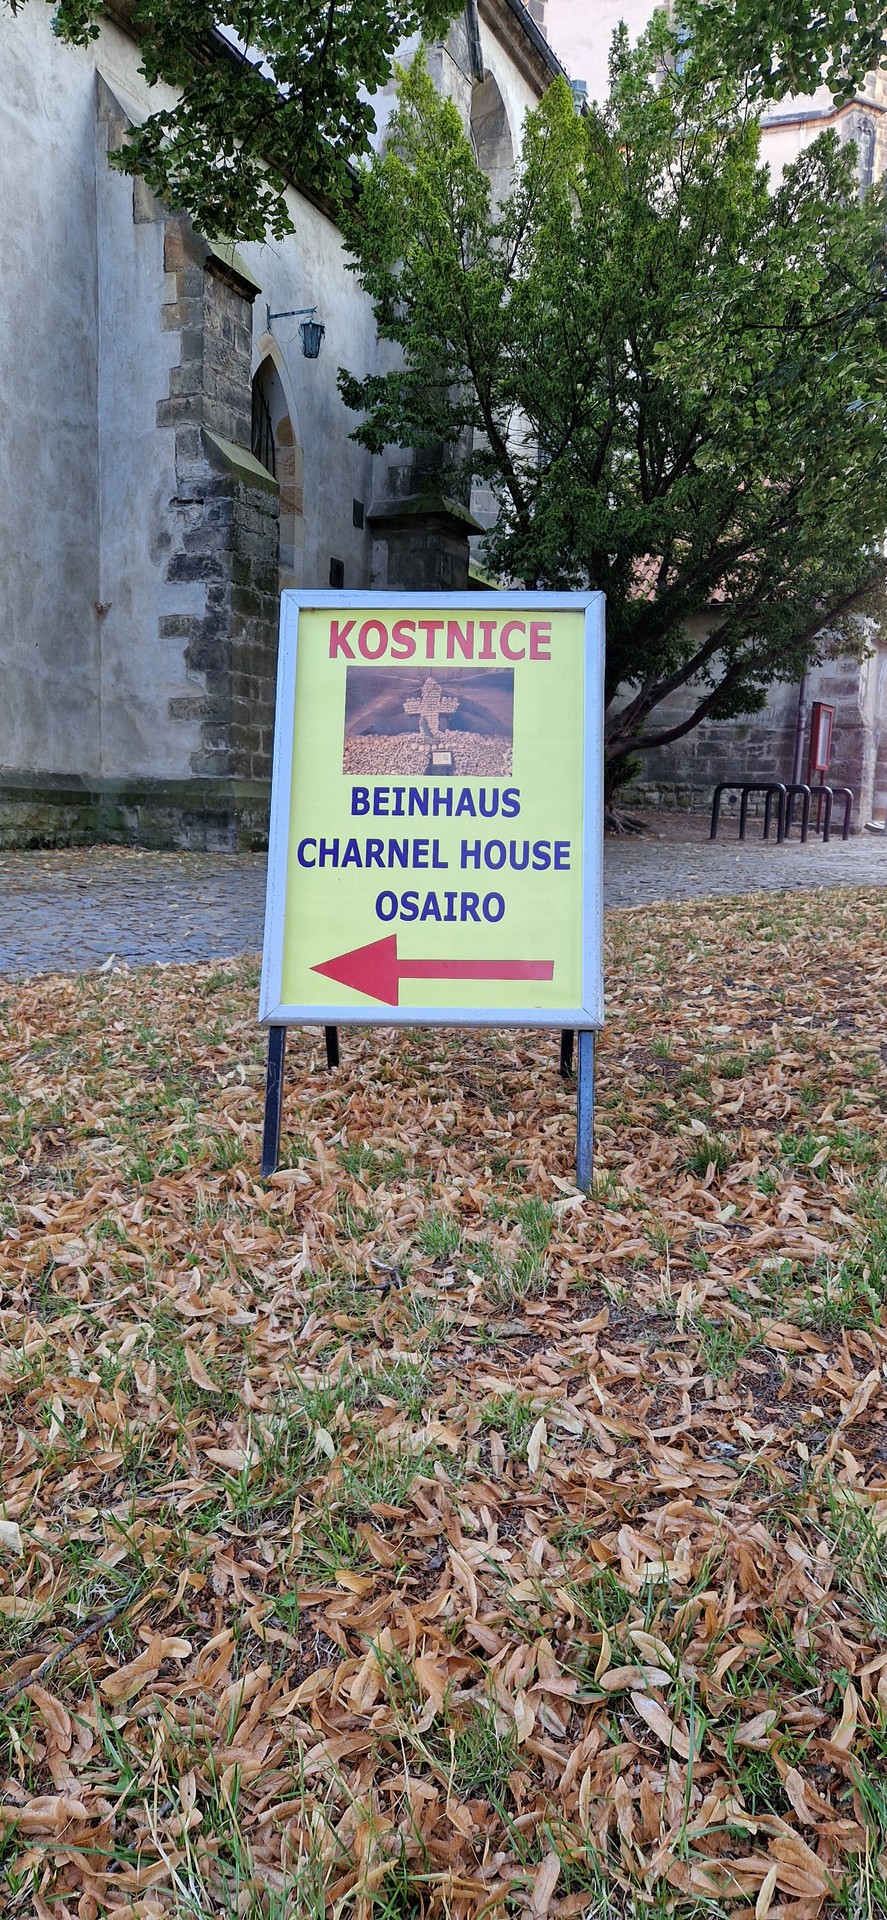 KOSTNICE
BEINHAUS
CHARNEL HOUSE
OSAIRO